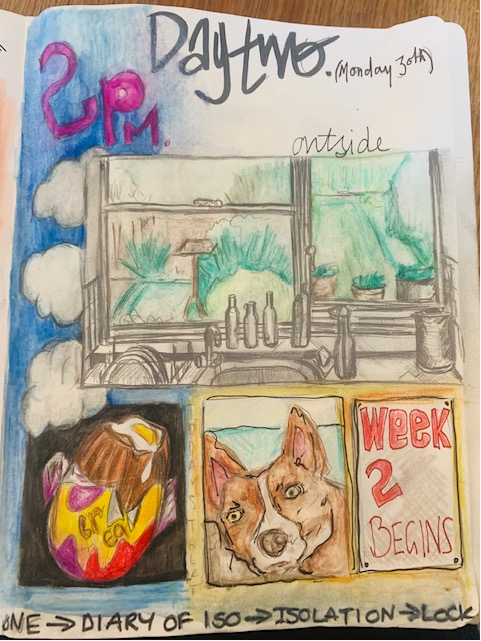 Day two. (Monday 30th)
2PM.
outside
Week
2
BEGINS
ONE → DIARY OF ISO → ISOLATION → LOCK